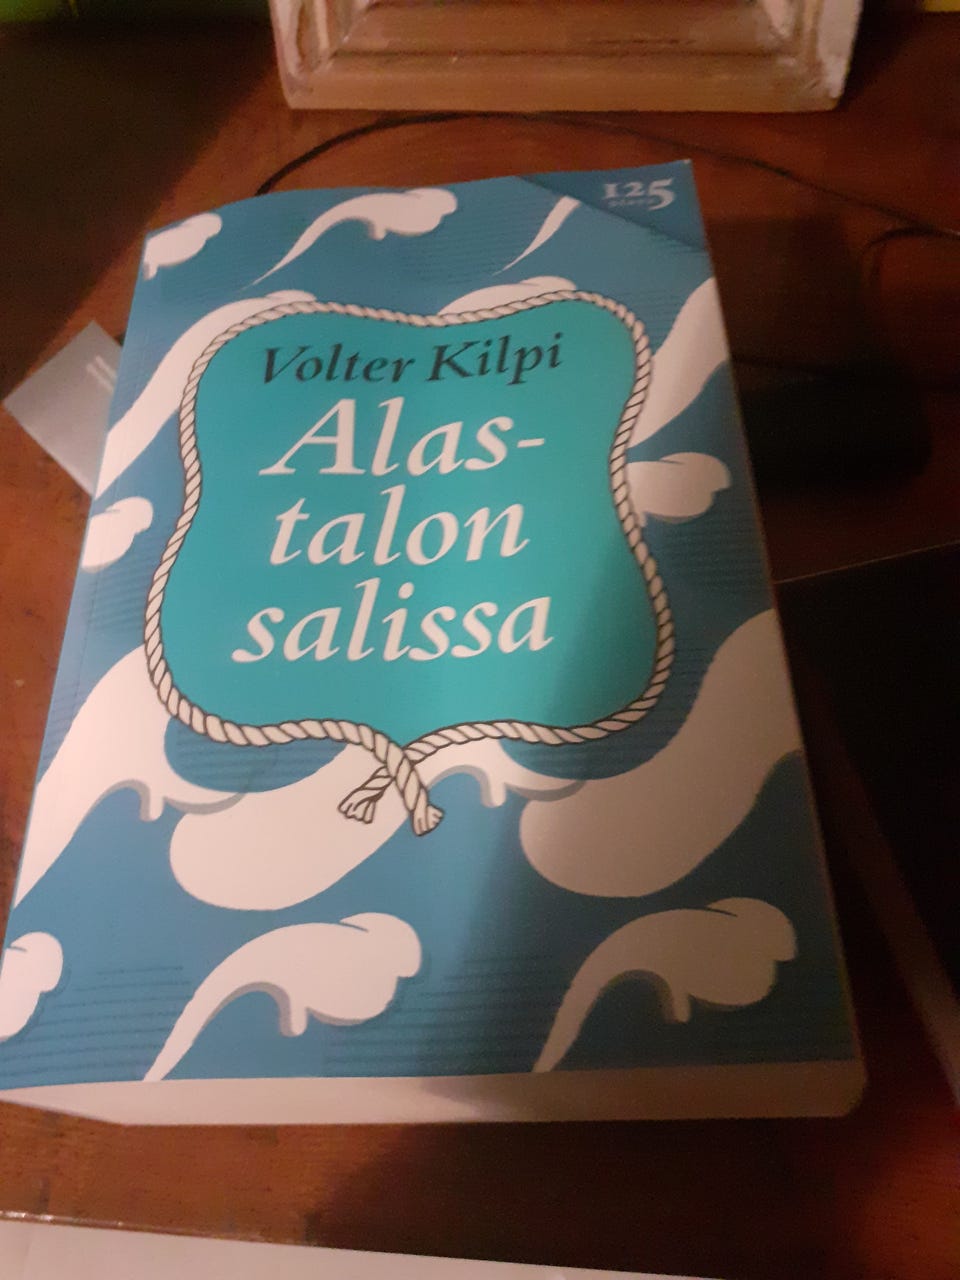 125
Volter Kilpi
Alas-
talon
salissa